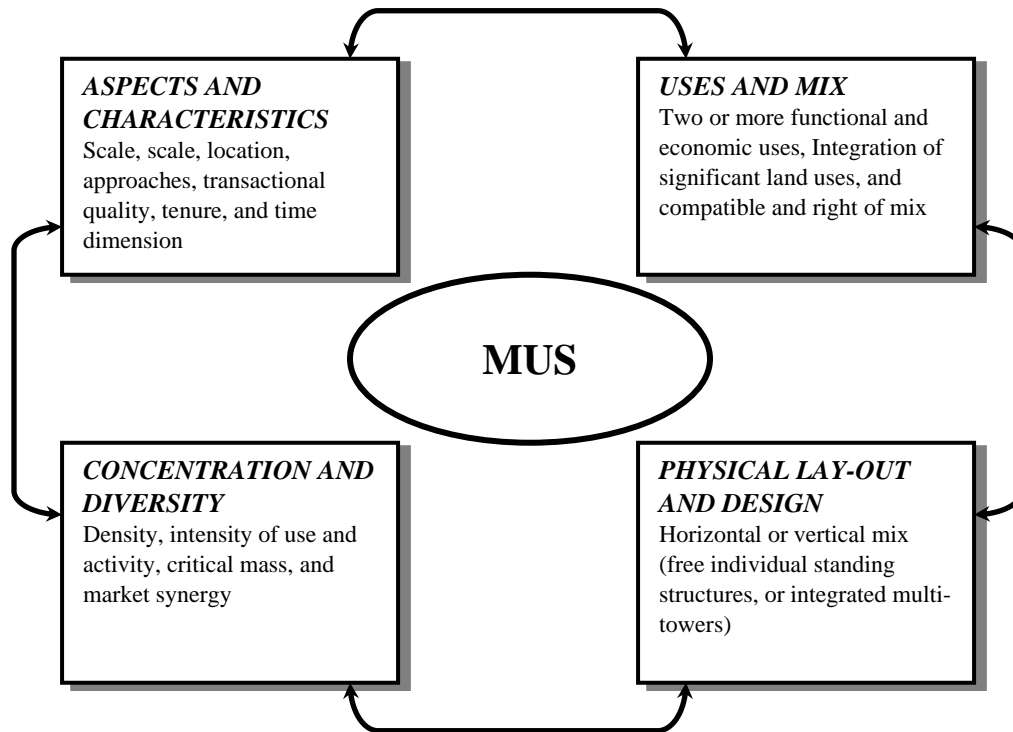 ASPECTS AND
CHARACTERISTICS
Scale, scale, location,
approaches, transactional
quality, tenure, and time
dimension
USES AND MIX
Two or more functional and
economic uses, Integration of
significant land uses, and
compatible and right of mix
MUS
CONCENTRATION AND
DIVERSITY
Density, intensity of use and
activity, critical mass, and
market synergy
PHYSICAL LAY-OUT
AND DESIGN
Horizontal or vertical mix
(free individual standing
structures, or integrated multi-
towers)